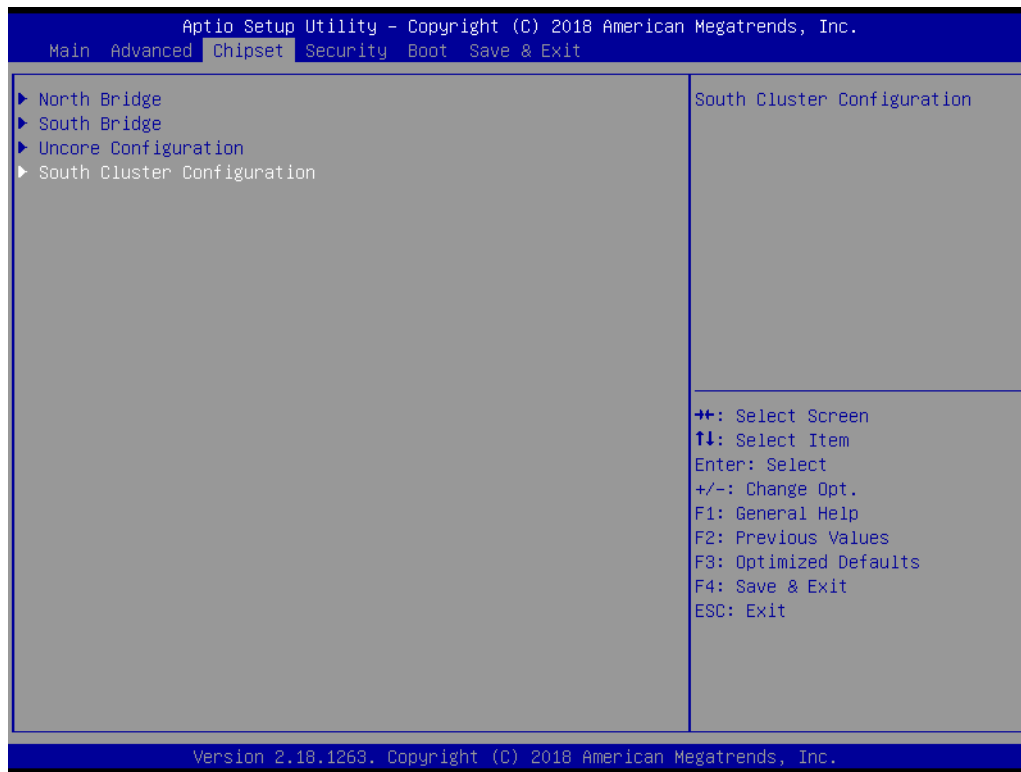 Aptio Setup Utility – Copyright (C) 2018 American Megatrends, Inc.
Main Advanced Chipset Security Boot Save & Exit
▶ North Bridge
▶ South Bridge
▶ Uncore Configuration
▶ South Cluster Configuration
South Cluster Configuration
→←: Select Screen
↑↓: Select Item
Enter: Select
+/-: Change Opt.
F1: General Help
F2: Previous Values
F3: Optimized Defaults
F4: Save & Exit
ESC: Exit
Version 2.18.1263. Copyright (C) 2018 American Megatrends, Inc.